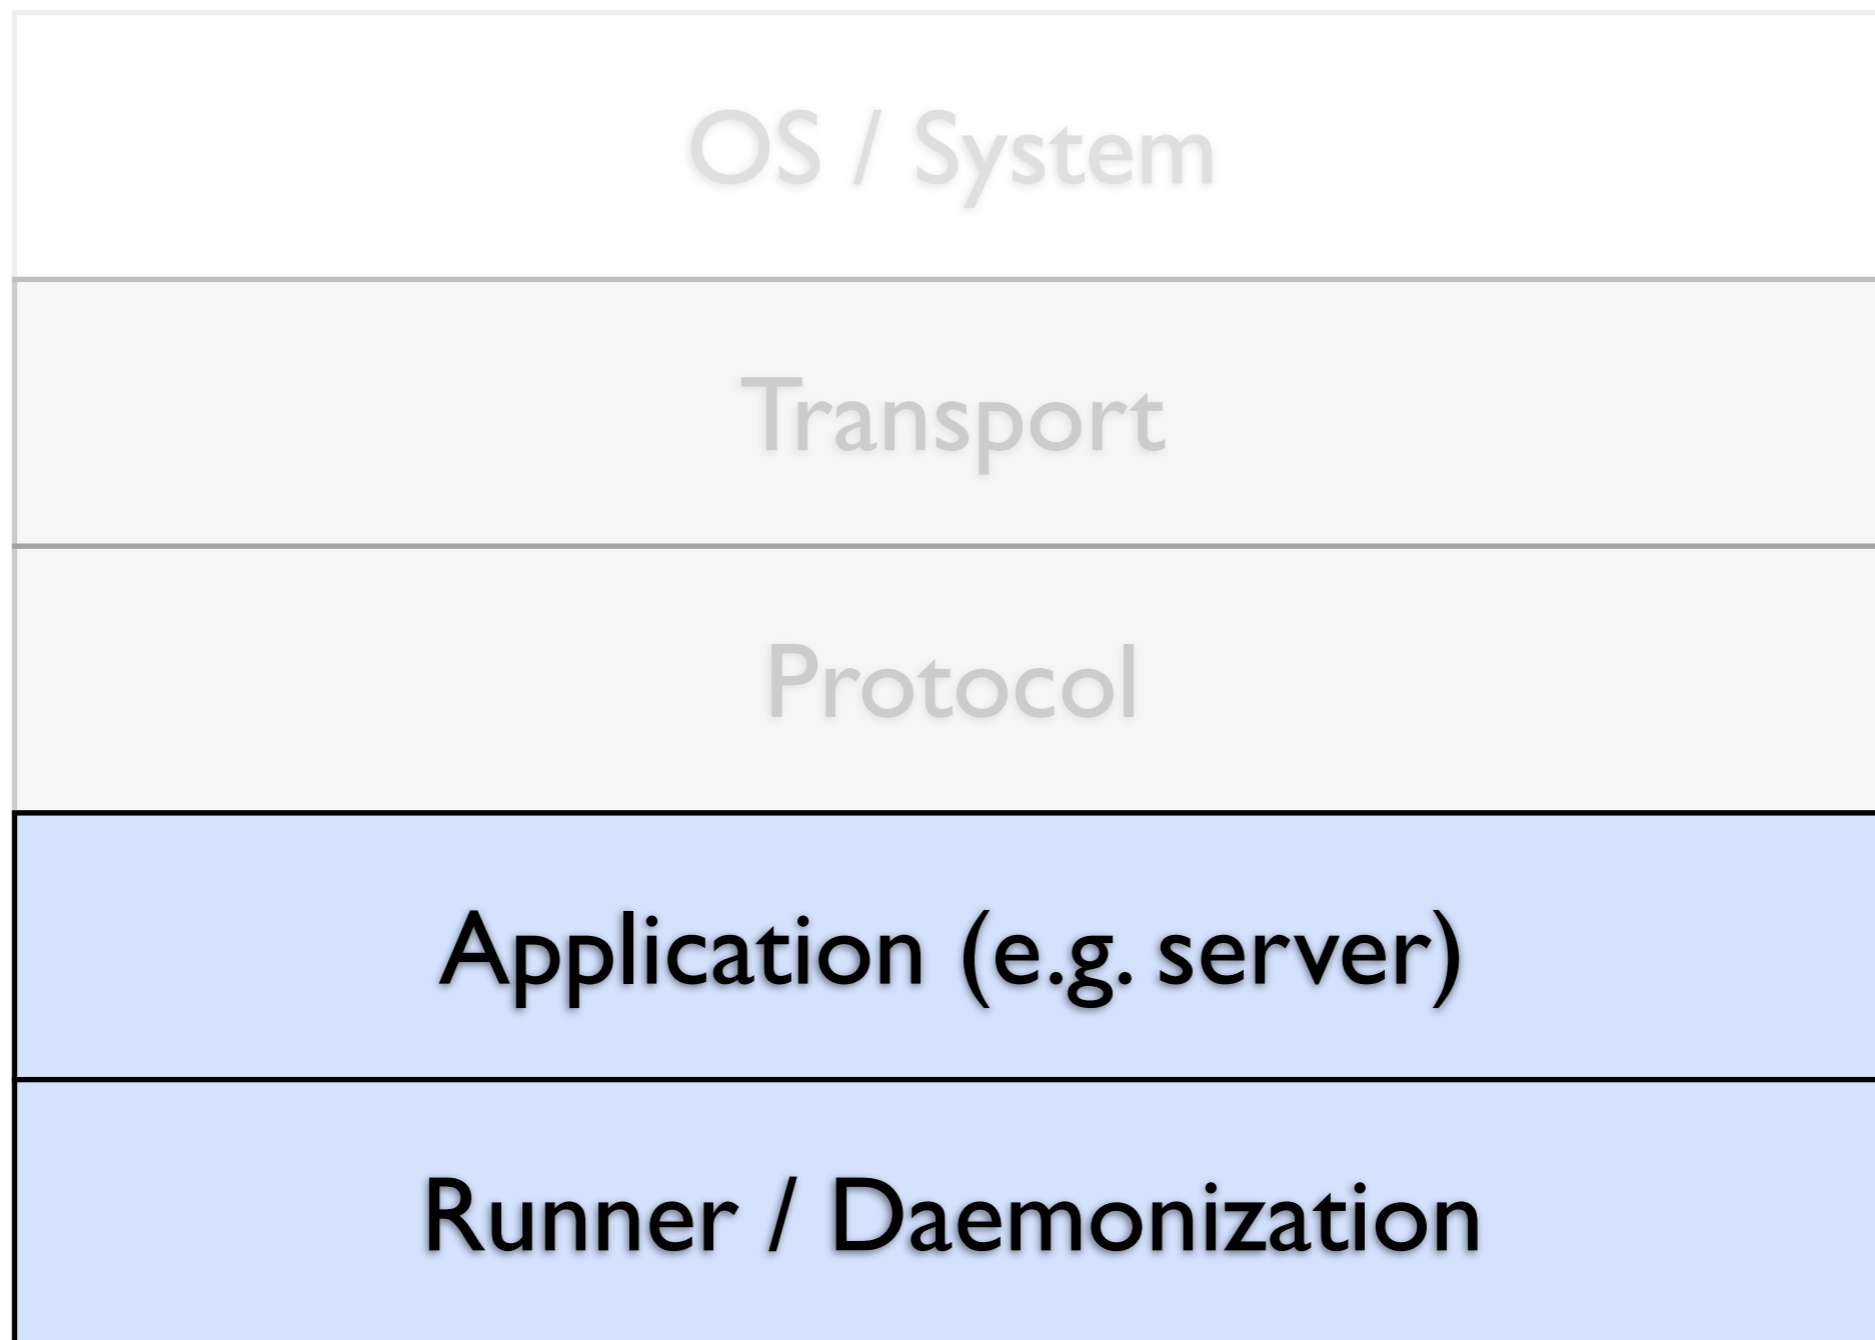 OS / System
Transport
Protocol
Application (e.g. server)
Runner / Daemonization